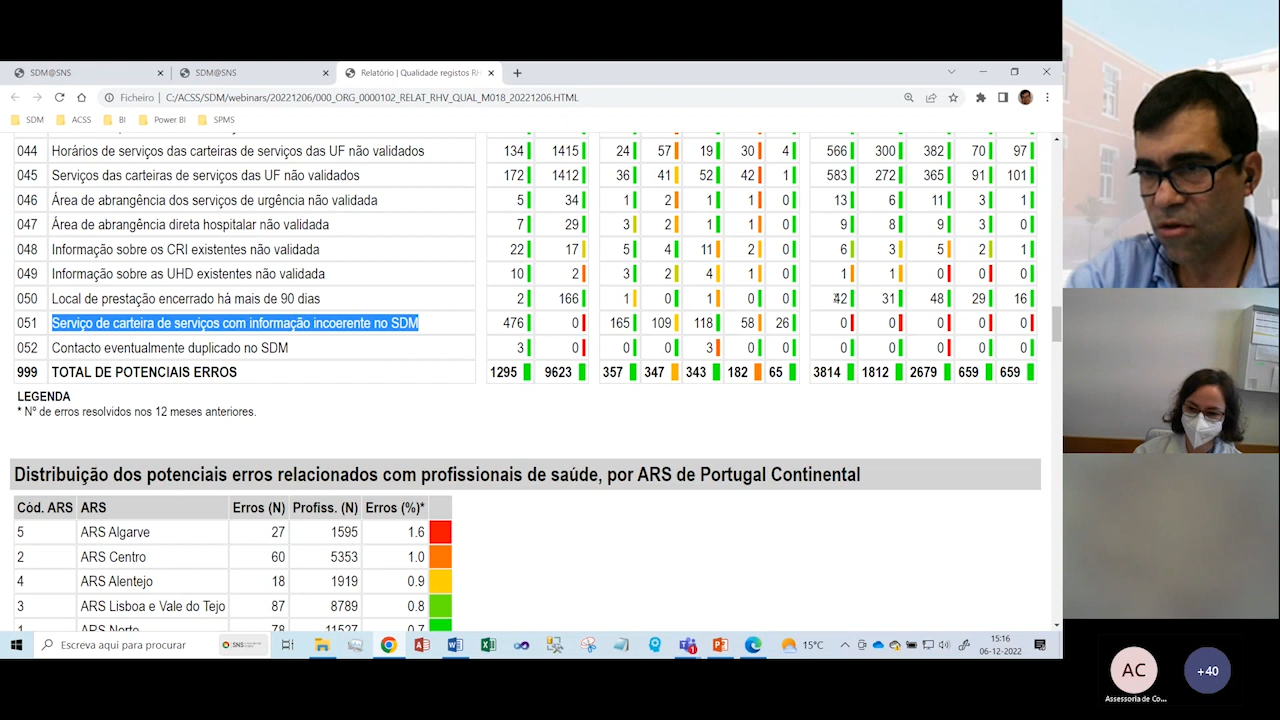 SDM@SNS
SDM@SNS
Relatório | Qualidade registos RH
Ficheiro | C:/ACSS/SDM/webinars/20221206/000_ORG_0000102_RELAT_RHV_QUAL_M018_20221206.HTML
SDM ACSS BI Power BI SPMS
044 Horários de serviços das carteiras de serviços das UF não validados 134 1415 24 57 19 30 4 566 300 382 70 97
045 Serviços das carteiras de serviços das UF não validados 172 1412 36 41 52 42 1 583 272 365 91 101
046 Área de abrangência dos serviços de urgência não validada 5 34 1 2 1 1 0 13 6 11 3 1
047 Área de abrangência direta hospitalar não validada 7 29 3 2 1 1 0 9 8 9 3 0
048 Informação sobre os CRI existentes não validada 22 17 5 4 11 2 0 6 3 5 2 1
049 Informação sobre as UHD existentes não validada 10 2 3 2 4 1 0 1 1 0 0 0
050 Local de prestação encerrado há mais de 90 dias 2 166 1 0 1 0 0 42 31 48 29 16
051 Serviço de carteira de serviços com informação incoerente no SDM 476 0 165 109 118 58 26 0 0 0 0 0
052 Contacto eventualmente duplicado no SDM 3 0 0 0 3 0 0 0 0 0 0 0
999 TOTAL DE POTENCIAIS ERROS 1295 9623 357 347 343 182 65 3814 1812 2679 659 659
LEGENDA
* Nº de erros resolvidos nos 12 meses anteriores.
Distribuição dos potenciais erros relacionados com profissionais de saúde, por ARS de Portugal Continental
Cód. ARS ARS Erros (N) Profiss. (N) Erros (%)*
5 ARS Algarve 27 1595 1.6
2 ARS Centro 60 5353 1.0
4 ARS Alentejo 18 1919 0.9
3 ARS Lisboa e Vale do Tejo 87 8789 0.8
1 ARS Norte 78 11527 0.7
Escreve aqui para procurar
SNS
15°C
15:16
06-12-2022
AC
+40
Assessoria de Co...